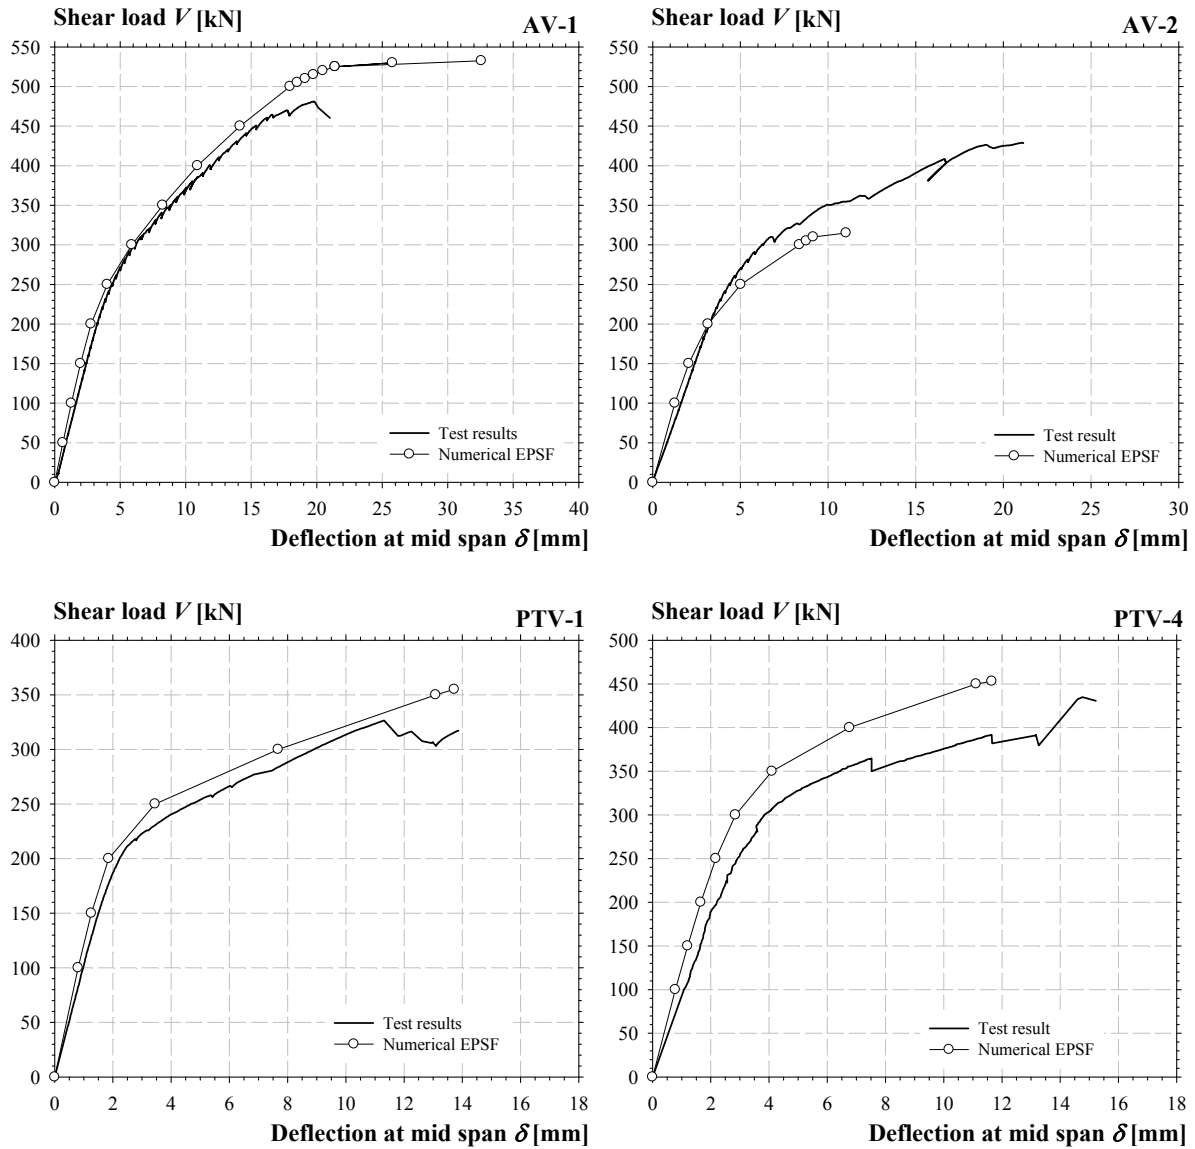 Shear load V [kN]
AV-1
550
500
450
400
350
300
250
200
150
100
50
0
Test results
Numerical EPSF
0 5 10 15 20 25 30 35 40
Deflection at mid span δ [mm]
Shear load V [kN]
AV-2
550
500
450
400
350
300
250
200
150
100
50
0
Test result
Numerical EPSF
0 5 10 15 20 25 30
Deflection at mid span δ [mm]
Shear load V [kN]
PTV-1
400
350
300
250
200
150
100
50
0
Test results
Numerical EPSF
0 2 4 6 8 10 12 14 16 18
Deflection at mid span δ [mm]
Shear load V [kN]
PTV-4
500
450
400
350
300
250
200
150
100
50
0
Test result
Numerical EPSF
0 2 4 6 8 10 12 14 16 18
Deflection at mid span δ [mm]